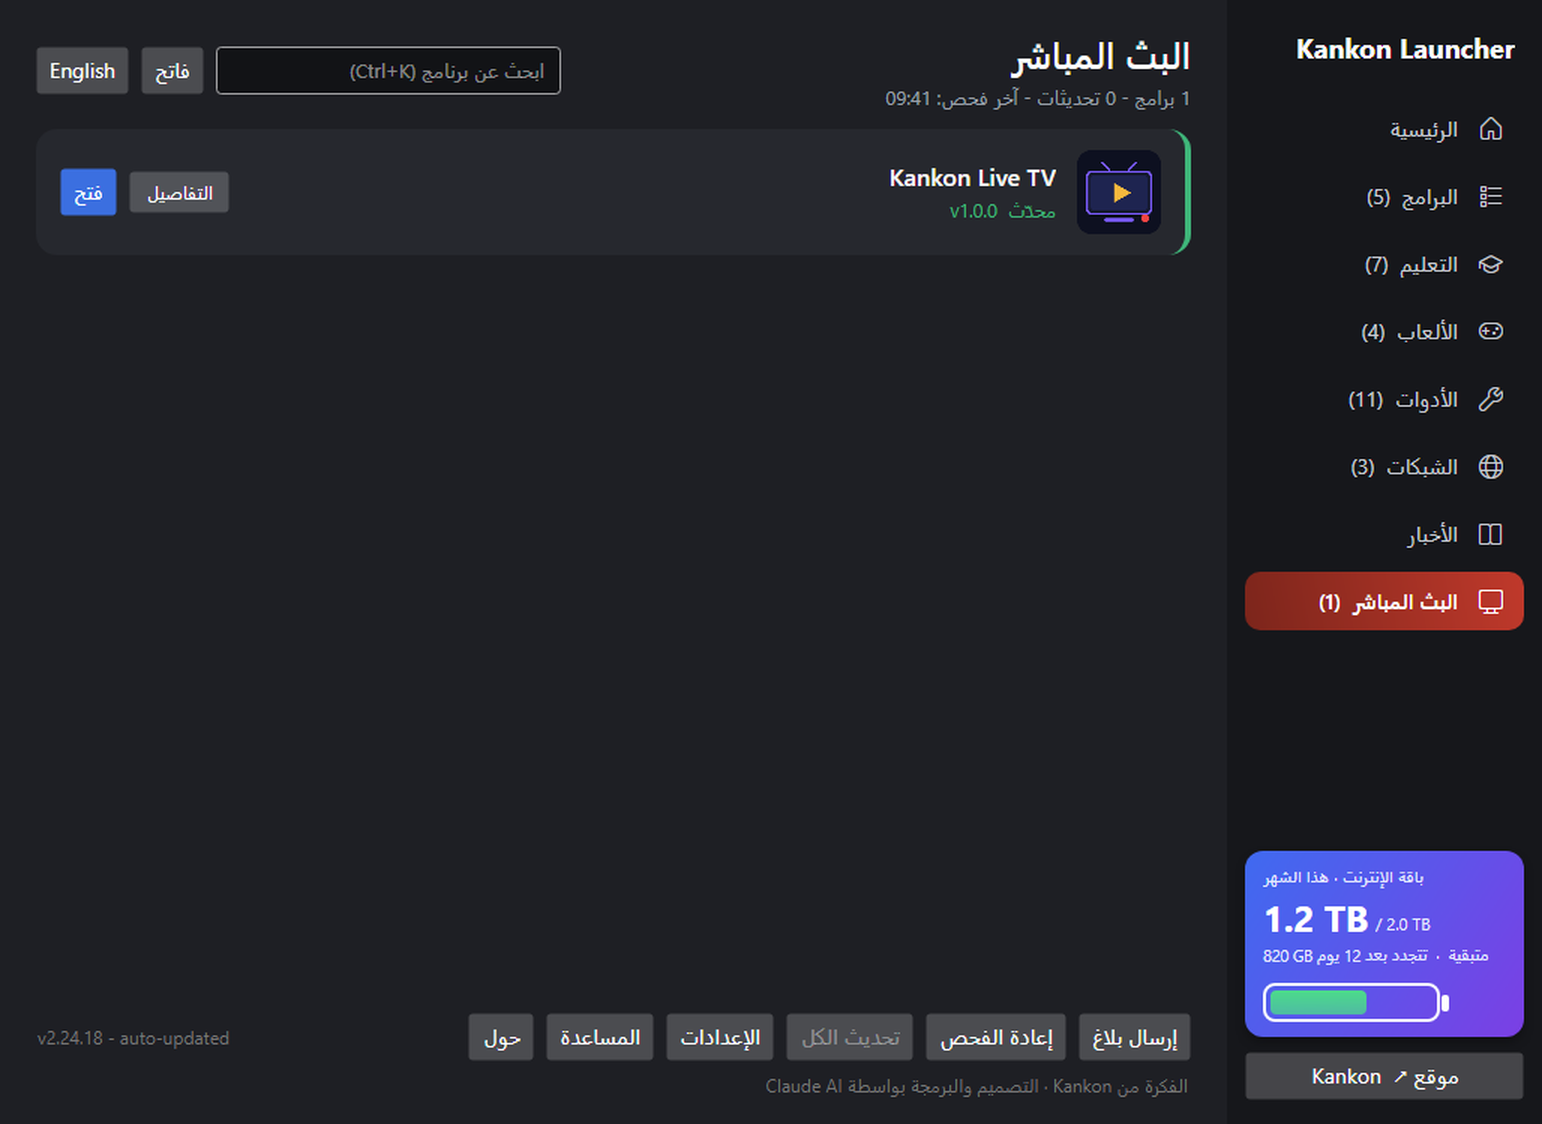 Kankon Launcher
الرئيسية
البرامج (5)
التعليم (7)
الألعاب (4)
الأدوات (11)
الشبكات (3)
الأخبار
البث المباشر (1)
باقة الإنترنت · هذا الشهر
1.2 TB / 2.0 TB
820 GB متبقية · تتجدد بعد 12 يوم
موقع Kankon ↗
البث المباشر
1 برامج - 0 تحديثات - آخر فحص: 09:41
ابحث عن برنامج (Ctrl+K)
فاتح
English
Kankon Live TV
محدّث v1.0.0
التفاصيل
فتح
إرسال بلاغ
إعادة الفحص
تحديث الكل
الإعدادات
المساعدة
حول
v2.24.18 - auto-updated
الفكرة من Kankon · التصميم والبرمجة بواسطة Claude AI